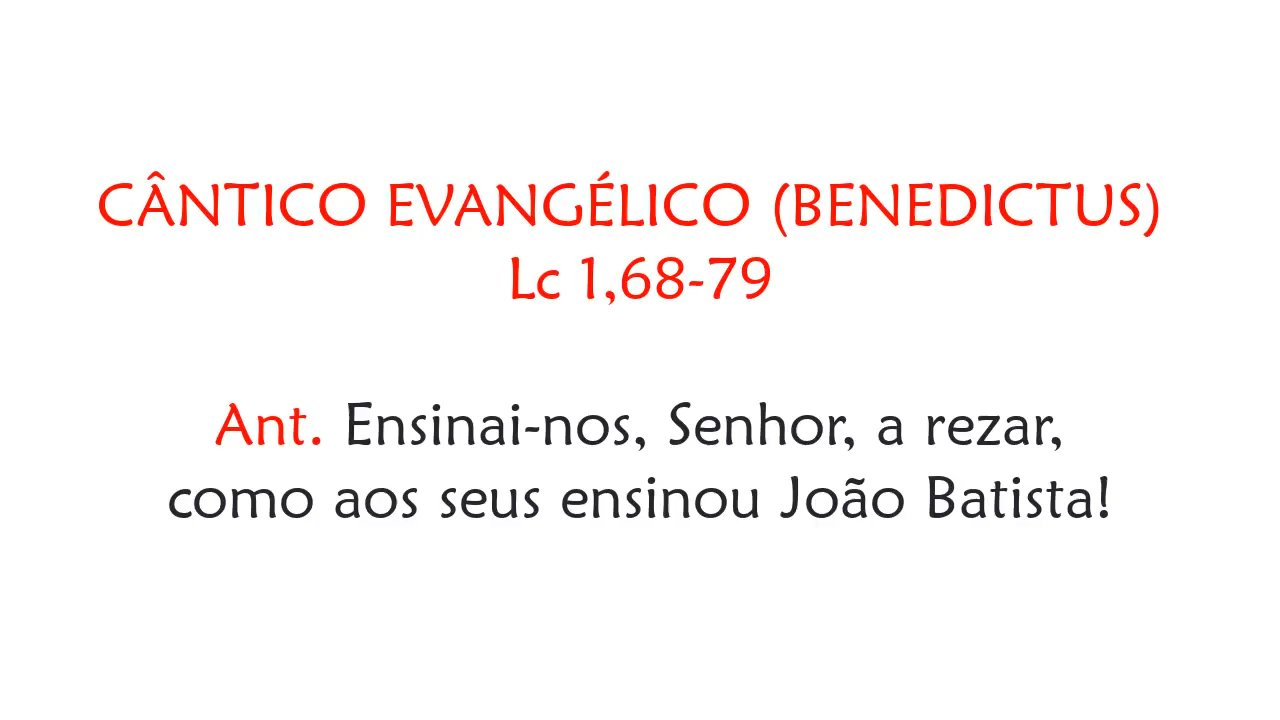 CÂNTICO EVANGÉLICO (BENEDICTUS)
Lc 1,68-79
Ant. Ensinai-nos, Senhor, a rezar,
como aos seus ensinou João Batista!